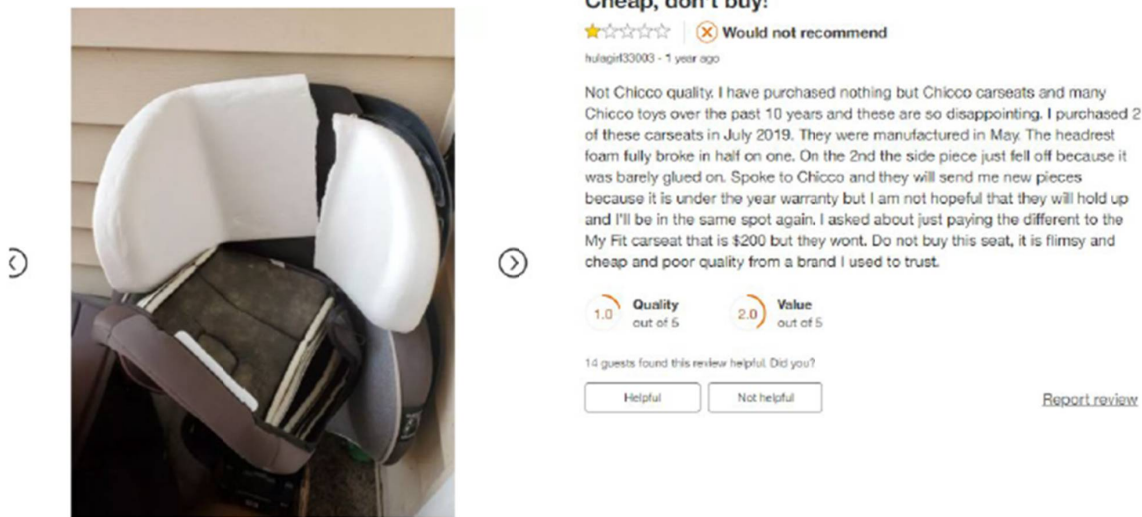 Cheap, don't buy!
Would not recommend
hulagirl33003 - 1 year ago
Not Chicco quality. I have purchased nothing but Chicco carseats and many
Chicco toys over the past 10 years and these are so disappointing. I purchased 2
of these carseats in July 2019. They were manufactured in May. The headrest
foam fully broke in half on one. On the 2nd the side piece just fell off because it
was barely glued on. Spoke to Chicco and they will send me new pieces
because it is under the year warranty but I am not hopeful that they will hold up
and I'll be in the same spot again. I asked about just paying the different to the
My Fit carseat that is $200 but they wont. Do not buy this seat, it is flimsy and
cheap and poor quality from a brand I used to trust.
1.0 Quality
out of 5
2.0 Value
out of 5
14 guests found this review helpful. Did you?
Helpful
Not helpful
Report review